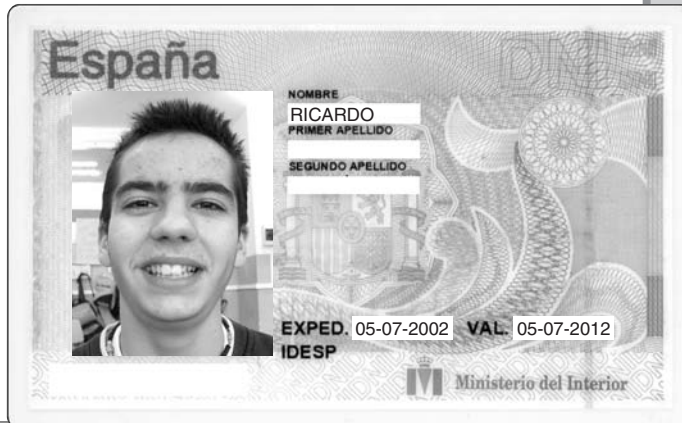 España
NOMBRE
RICARDO
PRIMER APELLIDO
SEGUNDO APELLIDO
EXPED. 05-07-2002 VAL. 05-07-2012
IDESP
Ministerio del Interior